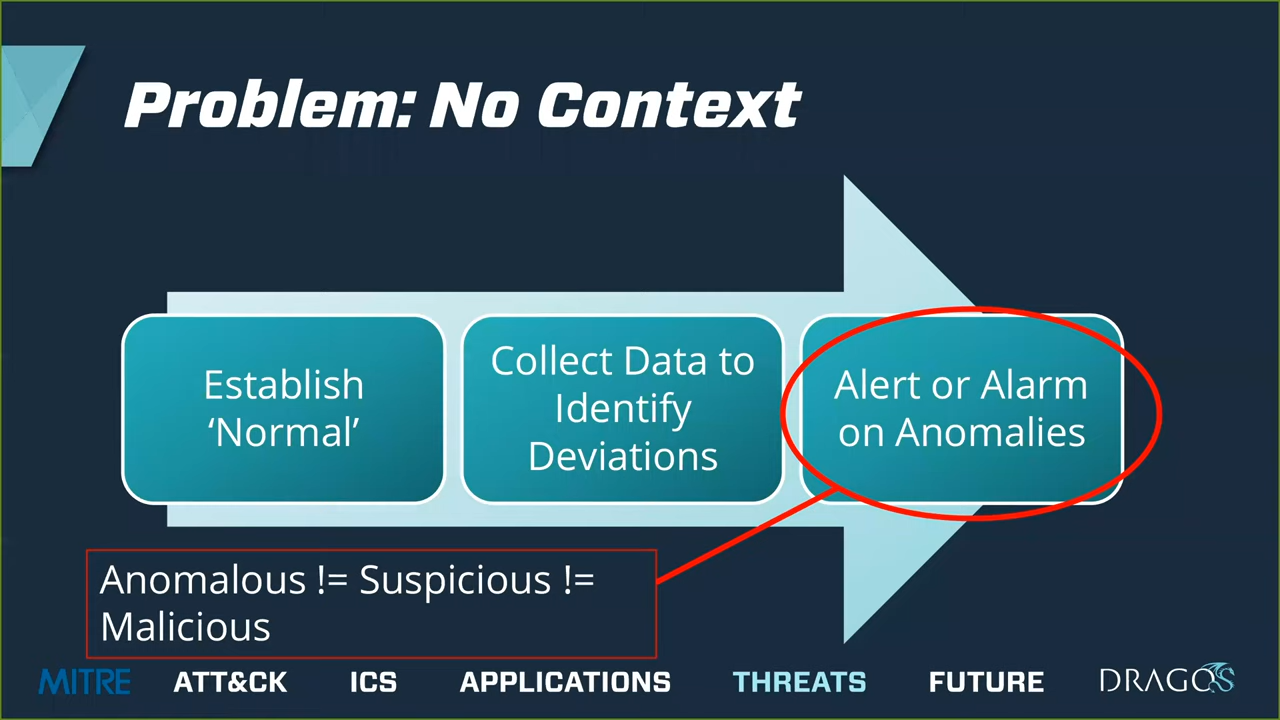 Problem: No Context
Establish
‘Normal’
Collect Data to
Identify
Deviations
Alert or Alarm
on Anomalies
Anomalous != Suspicious !=
Malicious
MITRE ATT&CK ICS APPLICATIONS THREATS FUTURE DRAGOS